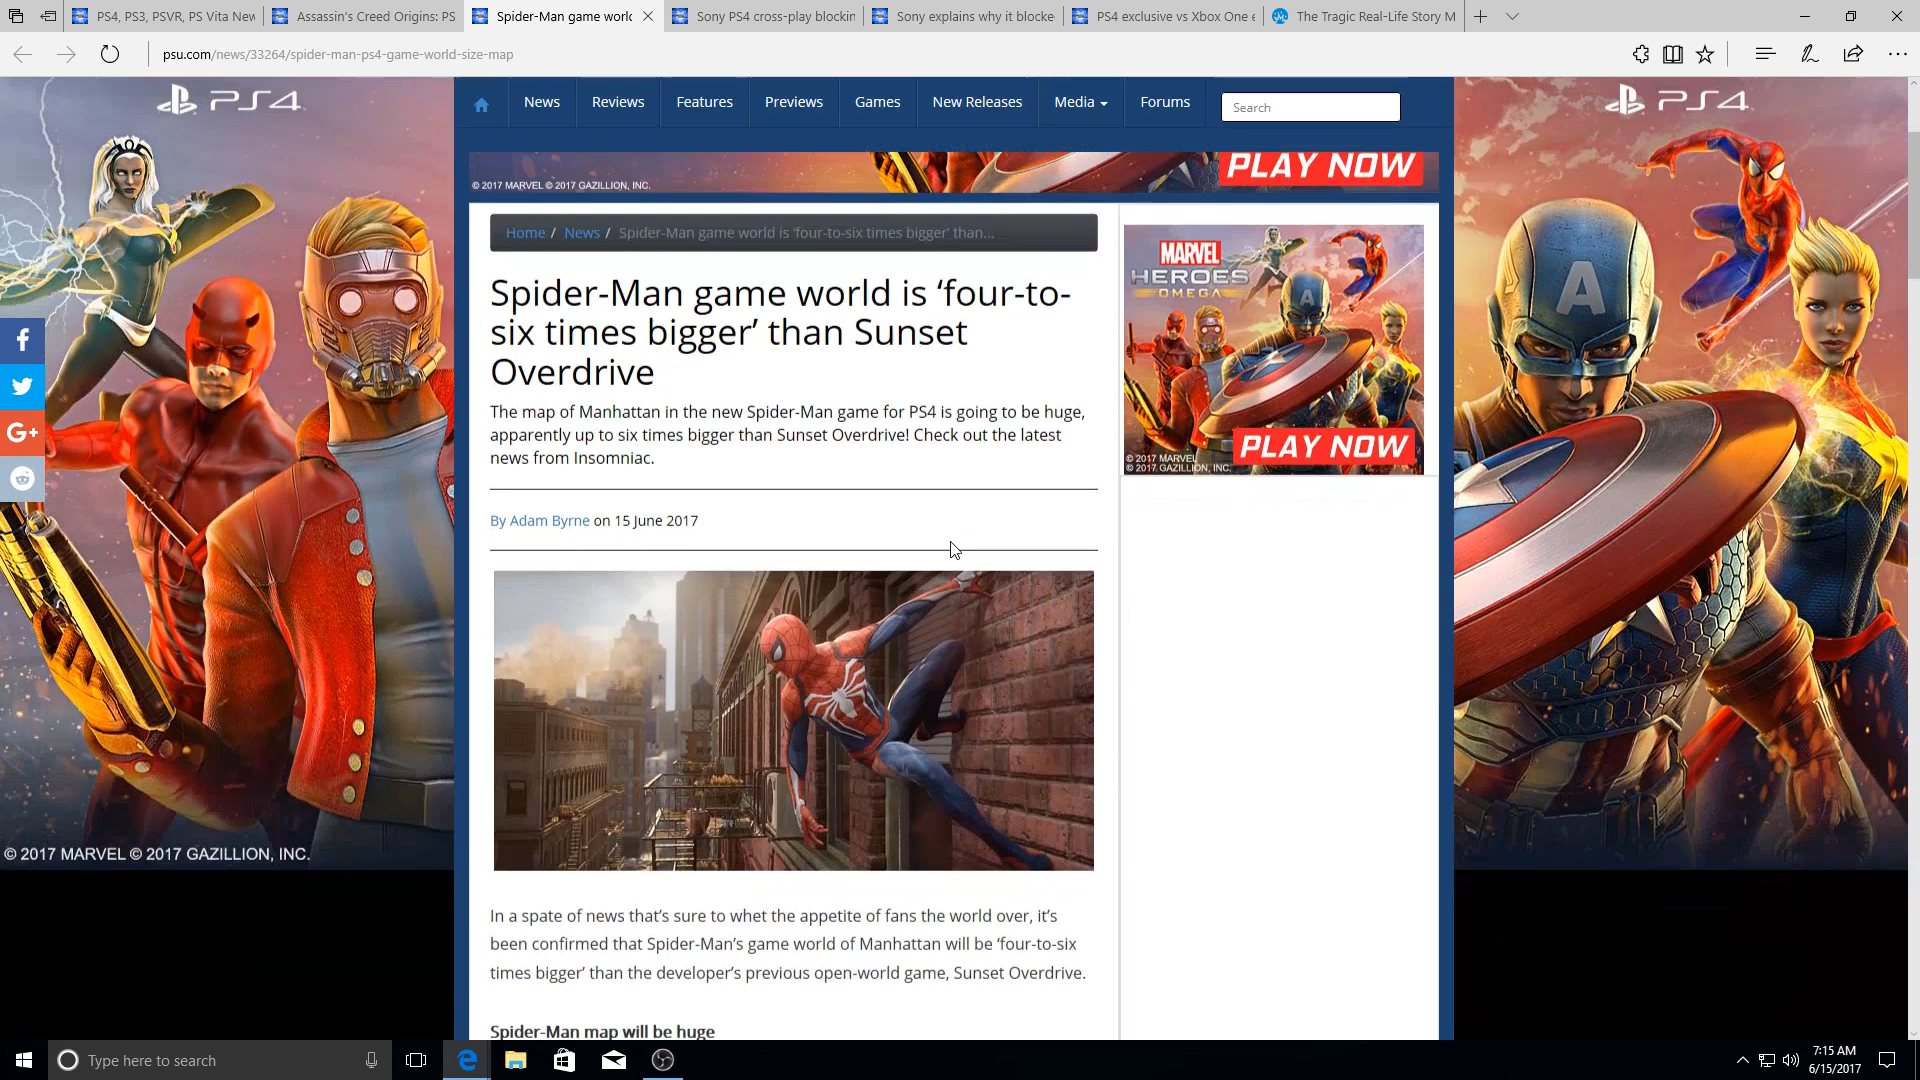 PS4, PS3, PSVR, PS Vita New
Assassin's Creed Origins: PS
Spider-Man game world
Sony PS4 cross-play blockin
Sony explains why it blocke
PS4 exclusive vs Xbox One e
The Tragic Real-Life Story M
psu.com/news/33264/spider-man-ps4-game-world-size-map
PS4
News
Reviews
Features
Previews
Games
New Releases
Media
Forums
Search
PS4
PLAY NOW
© 2017 MARVEL © 2017 GAZILLION, INC.
Home / News / Spider-Man game world is 'four-to-six times bigger' than...
Spider-Man game world is ‘four-to-
six times bigger’ than Sunset
Overdrive
The map of Manhattan in the new Spider-Man game for PS4 is going to be huge,
apparently up to six times bigger than Sunset Overdrive! Check out the latest
news from Insomniac.
By Adam Byrne on 15 June 2017
MARVEL
HEROES
OMEGA
PLAY NOW
© 2017 MARVEL
© 2017 GAZILLION, INC.
G+
A
© 2017 MARVEL © 2017 GAZILLION, INC.
In a spate of news that’s sure to whet the appetite of fans the world over, it’s
been confirmed that Spider-Man’s game world of Manhattan will be ‘four-to-six
times bigger’ than the developer’s previous open-world game, Sunset Overdrive.
Spider-Man map will be huge
Type here to search
7:15 AM
6/15/2017